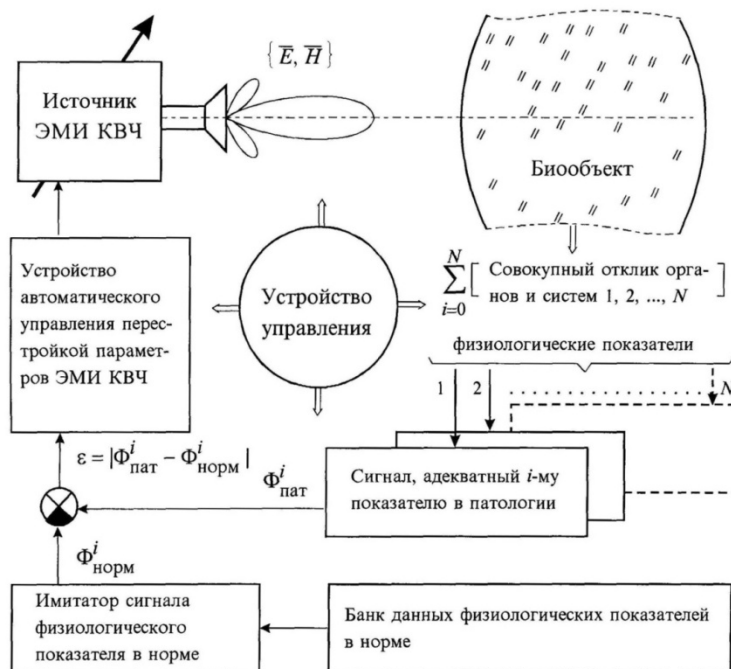 {E̅, H̅}
Источник
ЭМИ КВЧ
Биообъект
Устройство
автоматического
управления перест-
ройкой парамет-
ров ЭМИ КВЧ
Устройство
управления
N
∑
i=0
[Совокупный отклик орга-
нов и систем 1, 2, ..., N]
физиологические показатели
1
2
N
ε = |Φⁱпат − Φⁱнорм|
Φⁱпат
Сигнал, адекватный i-му
показателю в патологии
Φⁱнорм
Имитатор сигнала
физиологического
показателя в норме
Банк данных физиологических показателей
в норме